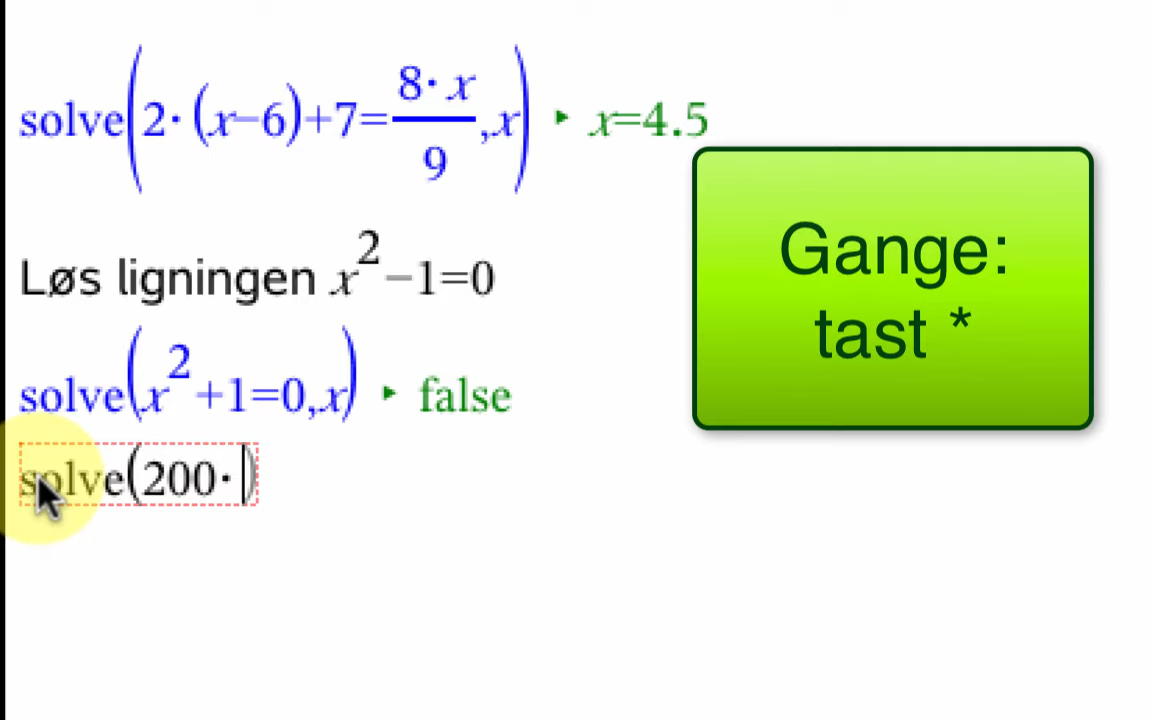 solve(2·(x−6)+7=8·x/9,x) ▸ x=4.5
Gange:
tast *
Løs ligningen x²−1=0
solve(x²+1=0,x) ▸ false
solve(200·)